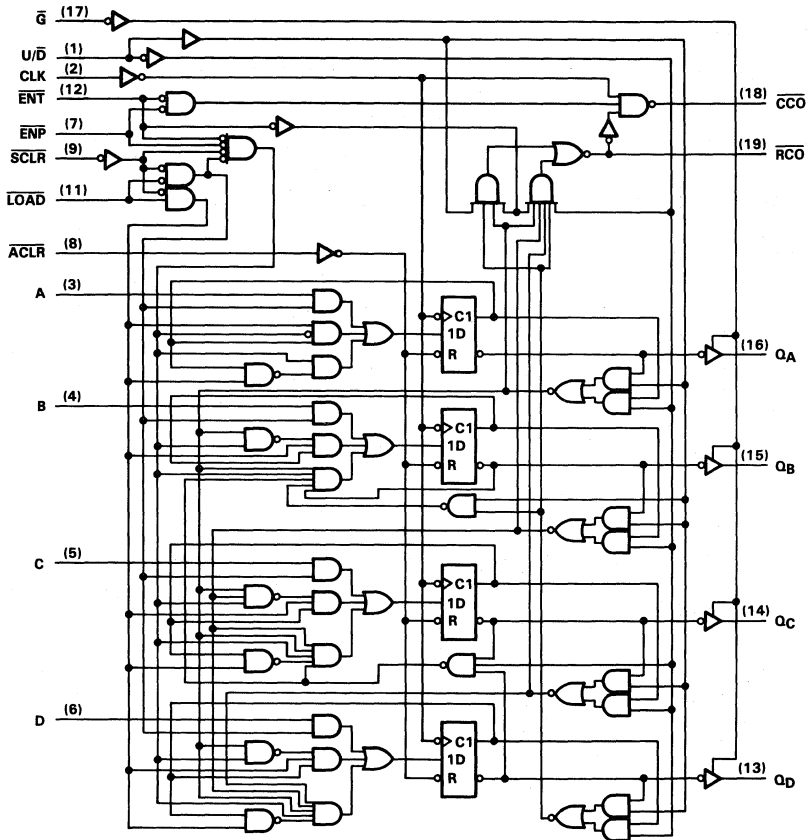 G̅ (17)
U/D̅ (1)
CLK (2)
E̅N̅T̅ (12)
(18) C̅C̅O̅
E̅N̅P̅ (7)
S̅C̅L̅R̅ (9)
(19) R̅C̅O̅
L̅O̅A̅D̅ (11)
A̅C̅L̅R̅ (8)
A (3)
C1
1D
R
(16) QA
B (4)
C1
1D
R
(15) QB
C (5)
C1
1D
R
(14) QC
D (6)
C1
1D
R
(13) QD